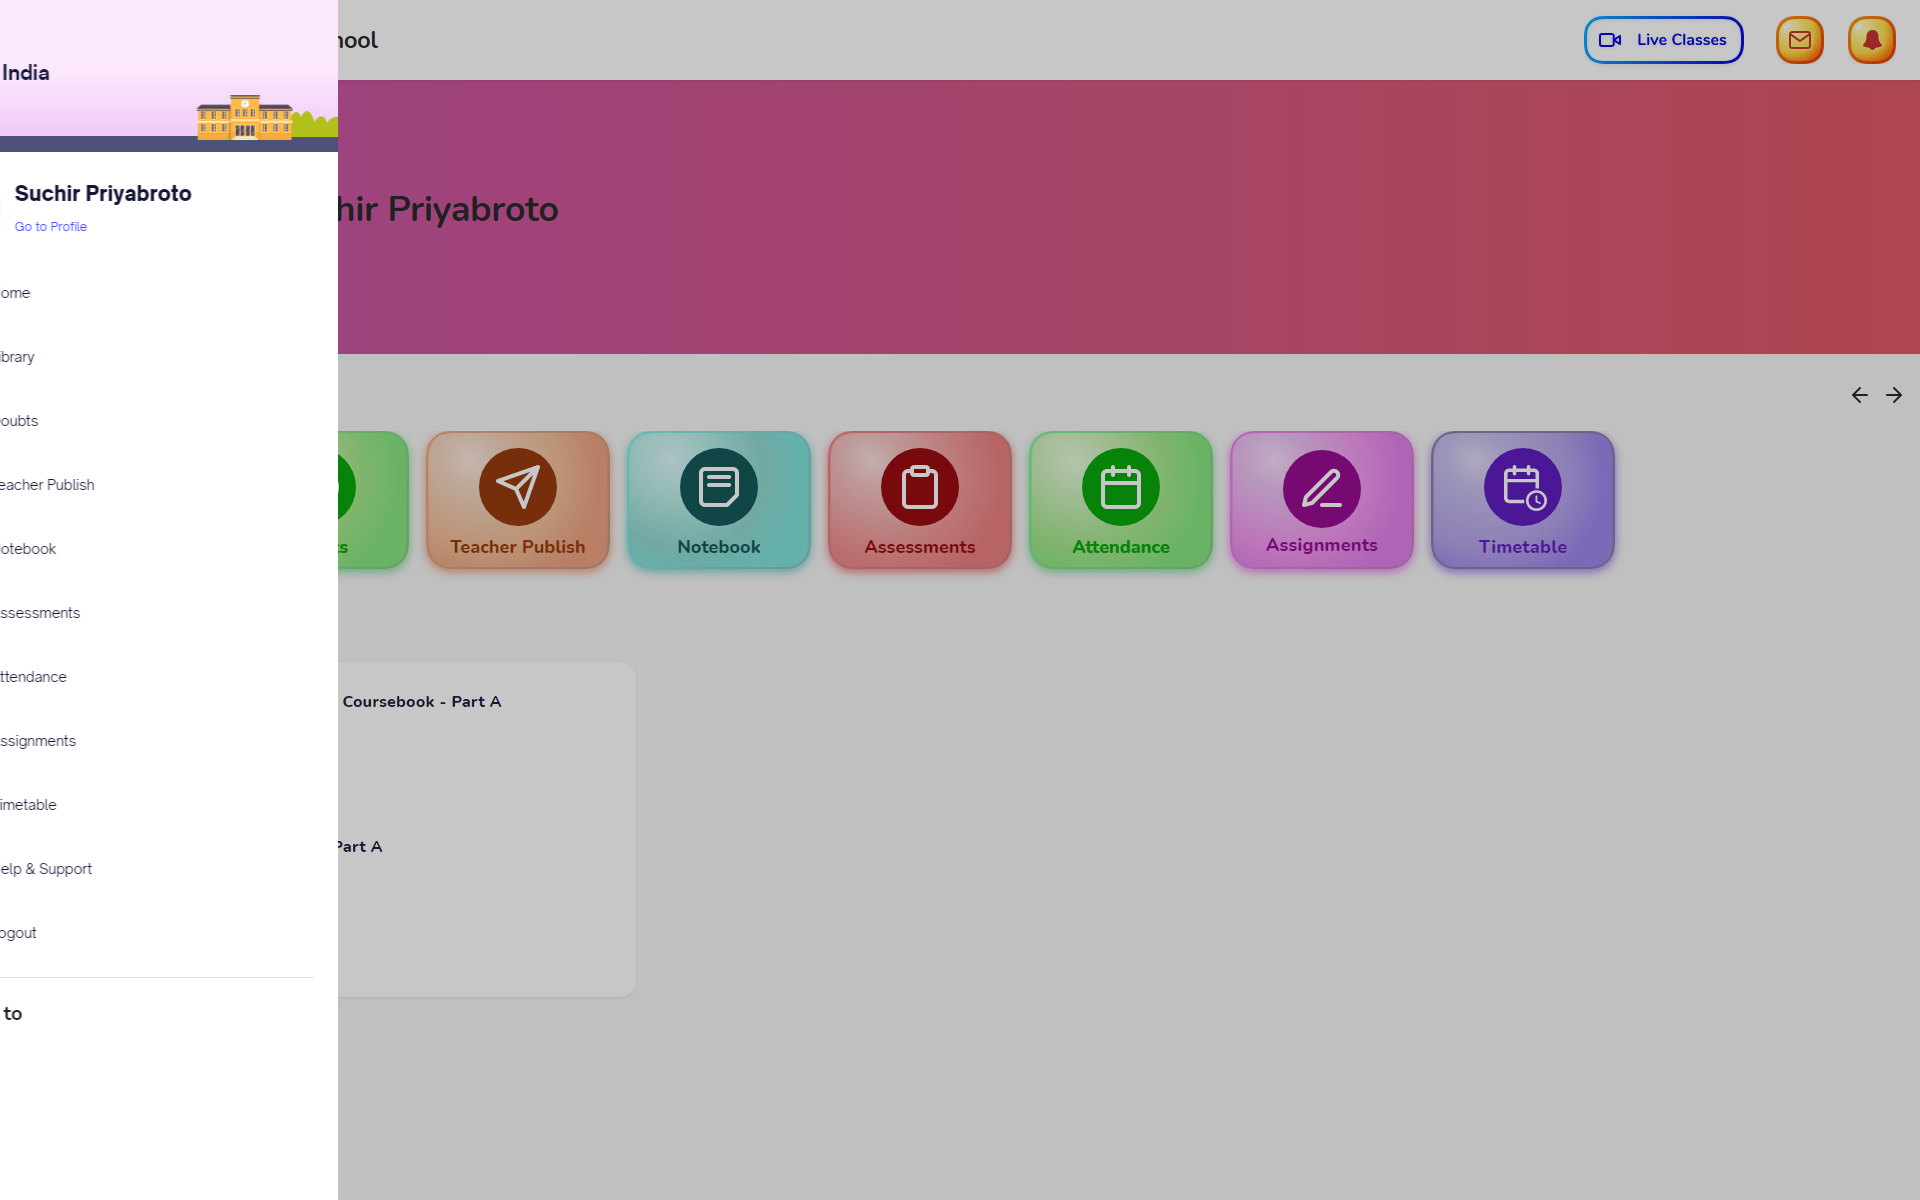 India
Suchir Priyabroto
Go to Profile
ome
ibrary
oubts
eacher Publish
otebook
ssessments
ttendance
ssignments
imetable
elp & Support
ogout
to
hool
Live Classes
hir Priyabroto
ts
Teacher Publish
Notebook
Assessments
Attendance
Assignments
Timetable
Coursebook - Part A
Part A